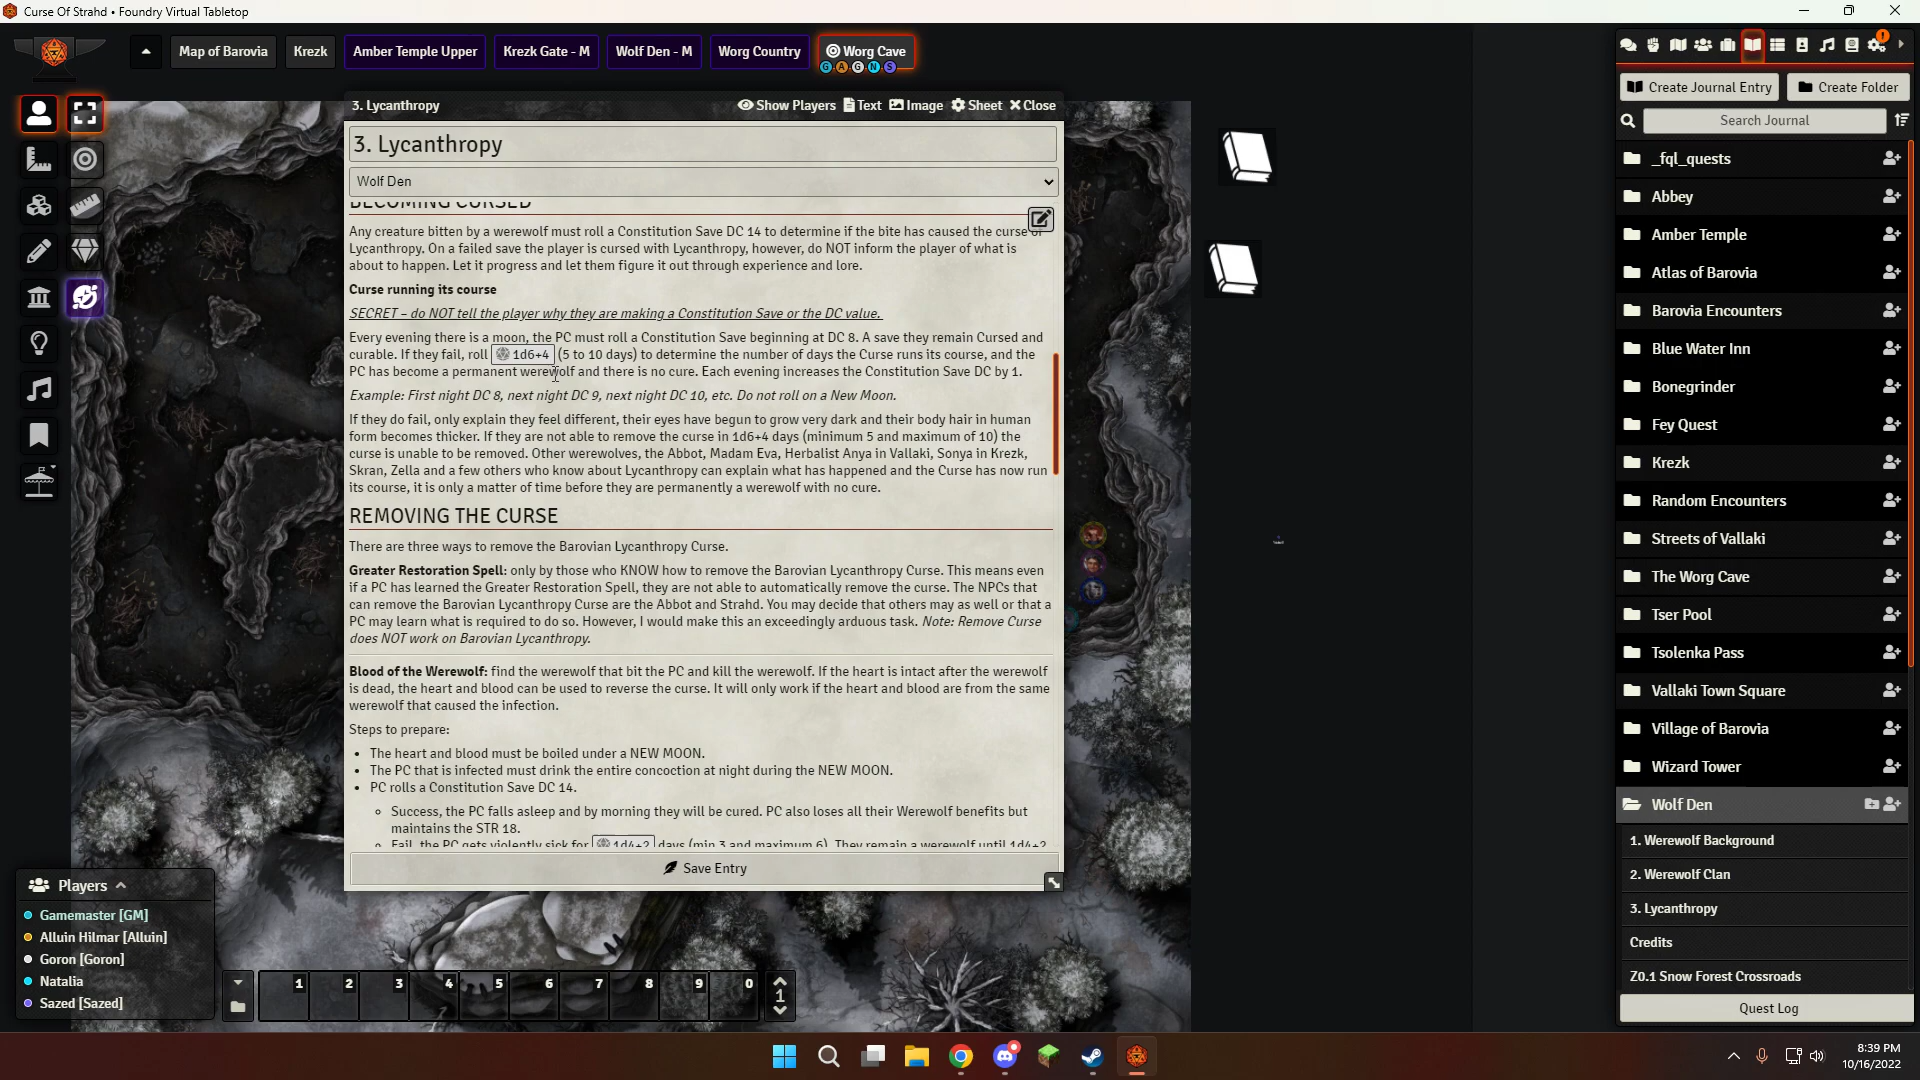 Curse Of Strahd • Foundry Virtual Tabletop
Map of Barovia
Krezk
Amber Temple Upper
Krezk Gate - M
Wolf Den - M
Worg Country
Worg Cave
G A G N S
3. Lycanthropy
Show Players Text Image Sheet Close
3. Lycanthropy
Wolf Den
BECOMING CURSED
Any creature bitten by a werewolf must roll a Constitution Save DC 14 to determine if the bite has caused the curse of
Lycanthropy. On a failed save the player is cursed with Lycanthropy, however, do NOT inform the player of what is
about to happen. Let it progress and let them figure it out through experience and lore.
Curse running its course
SECRET – do NOT tell the player why they are making a Constitution Save or the DC value.
Every evening there is a moon, the PC must roll a Constitution Save beginning at DC 8. A save they remain Cursed and
curable. If they fail, roll 1d6+4 (5 to 10 days) to determine the number of days the Curse runs its course, and the
PC has become a permanent werewolf and there is no cure. Each evening increases the Constitution Save DC by 1.
Example: First night DC 8, next night DC 9, next night DC 10, etc. Do not roll on a New Moon.
If they do fail, only explain they feel different, their eyes have begun to grow very dark and their body hair in human
form becomes thicker. If they are not able to remove the curse in 1d6+4 days (minimum 5 and maximum of 10) the
curse is unable to be removed. Other werewolves, the Abbot, Madam Eva, Herbalist Anya in Vallaki, Sonya in Krezk,
Skran, Zella and a few others who know about Lycanthropy can explain what has happened and the Curse has now run
its course, it is only a matter of time before they are permanently a werewolf with no cure.
REMOVING THE CURSE
There are three ways to remove the Barovian Lycanthropy Curse.
Greater Restoration Spell: only by those who KNOW how to remove the Barovian Lycanthropy Curse. This means even
if a PC has learned the Greater Restoration Spell, they are not able to automatically remove the curse. The NPCs that
can remove the Barovian Lycanthropy Curse are the Abbot and Strahd. You may decide that others may as well or that a
PC may learn what is required to do so. However, I would make this an exceedingly arduous task. Note: Remove Curse
does NOT work on Barovian Lycanthropy.
Blood of the Werewolf: find the werewolf that bit the PC and kill the werewolf. If the heart is intact after the werewolf
is dead, the heart and blood can be used to reverse the curse. It will only work if the heart and blood are from the same
werewolf that caused the infection.
Steps to prepare:
• The heart and blood must be boiled under a NEW MOON.
• The PC that is infected must drink the entire concoction at night during the NEW MOON.
• PC rolls a Constitution Save DC 14.
Success, the PC falls asleep and by morning they will be cured. PC also loses all their Werewolf benefits but
maintains the STR 18.
Fail, the PC gets violently sick for 1d4+2 days (min 3 and maximum 6). They remain a werewolf until 1d4+2
Save Entry
Players
Gamemaster [GM]
Alluin Hilmar [Alluin]
Goron [Goron]
Natalia
Sazed [Sazed]
1 2 3 4 5 6 7 8 9 0
1
Create Journal Entry
Create Folder
Search Journal
_fql_quests
Abbey
Amber Temple
Atlas of Barovia
Barovia Encounters
Blue Water Inn
Bonegrinder
Fey Quest
Krezk
Random Encounters
Streets of Vallaki
The Worg Cave
Tser Pool
Tsolenka Pass
Vallaki Town Square
Village of Barovia
Wizard Tower
Wolf Den
1. Werewolf Background
2. Werewolf Clan
3. Lycanthropy
Credits
Z0.1 Snow Forest Crossroads
Quest Log
8:39 PM
10/16/2022